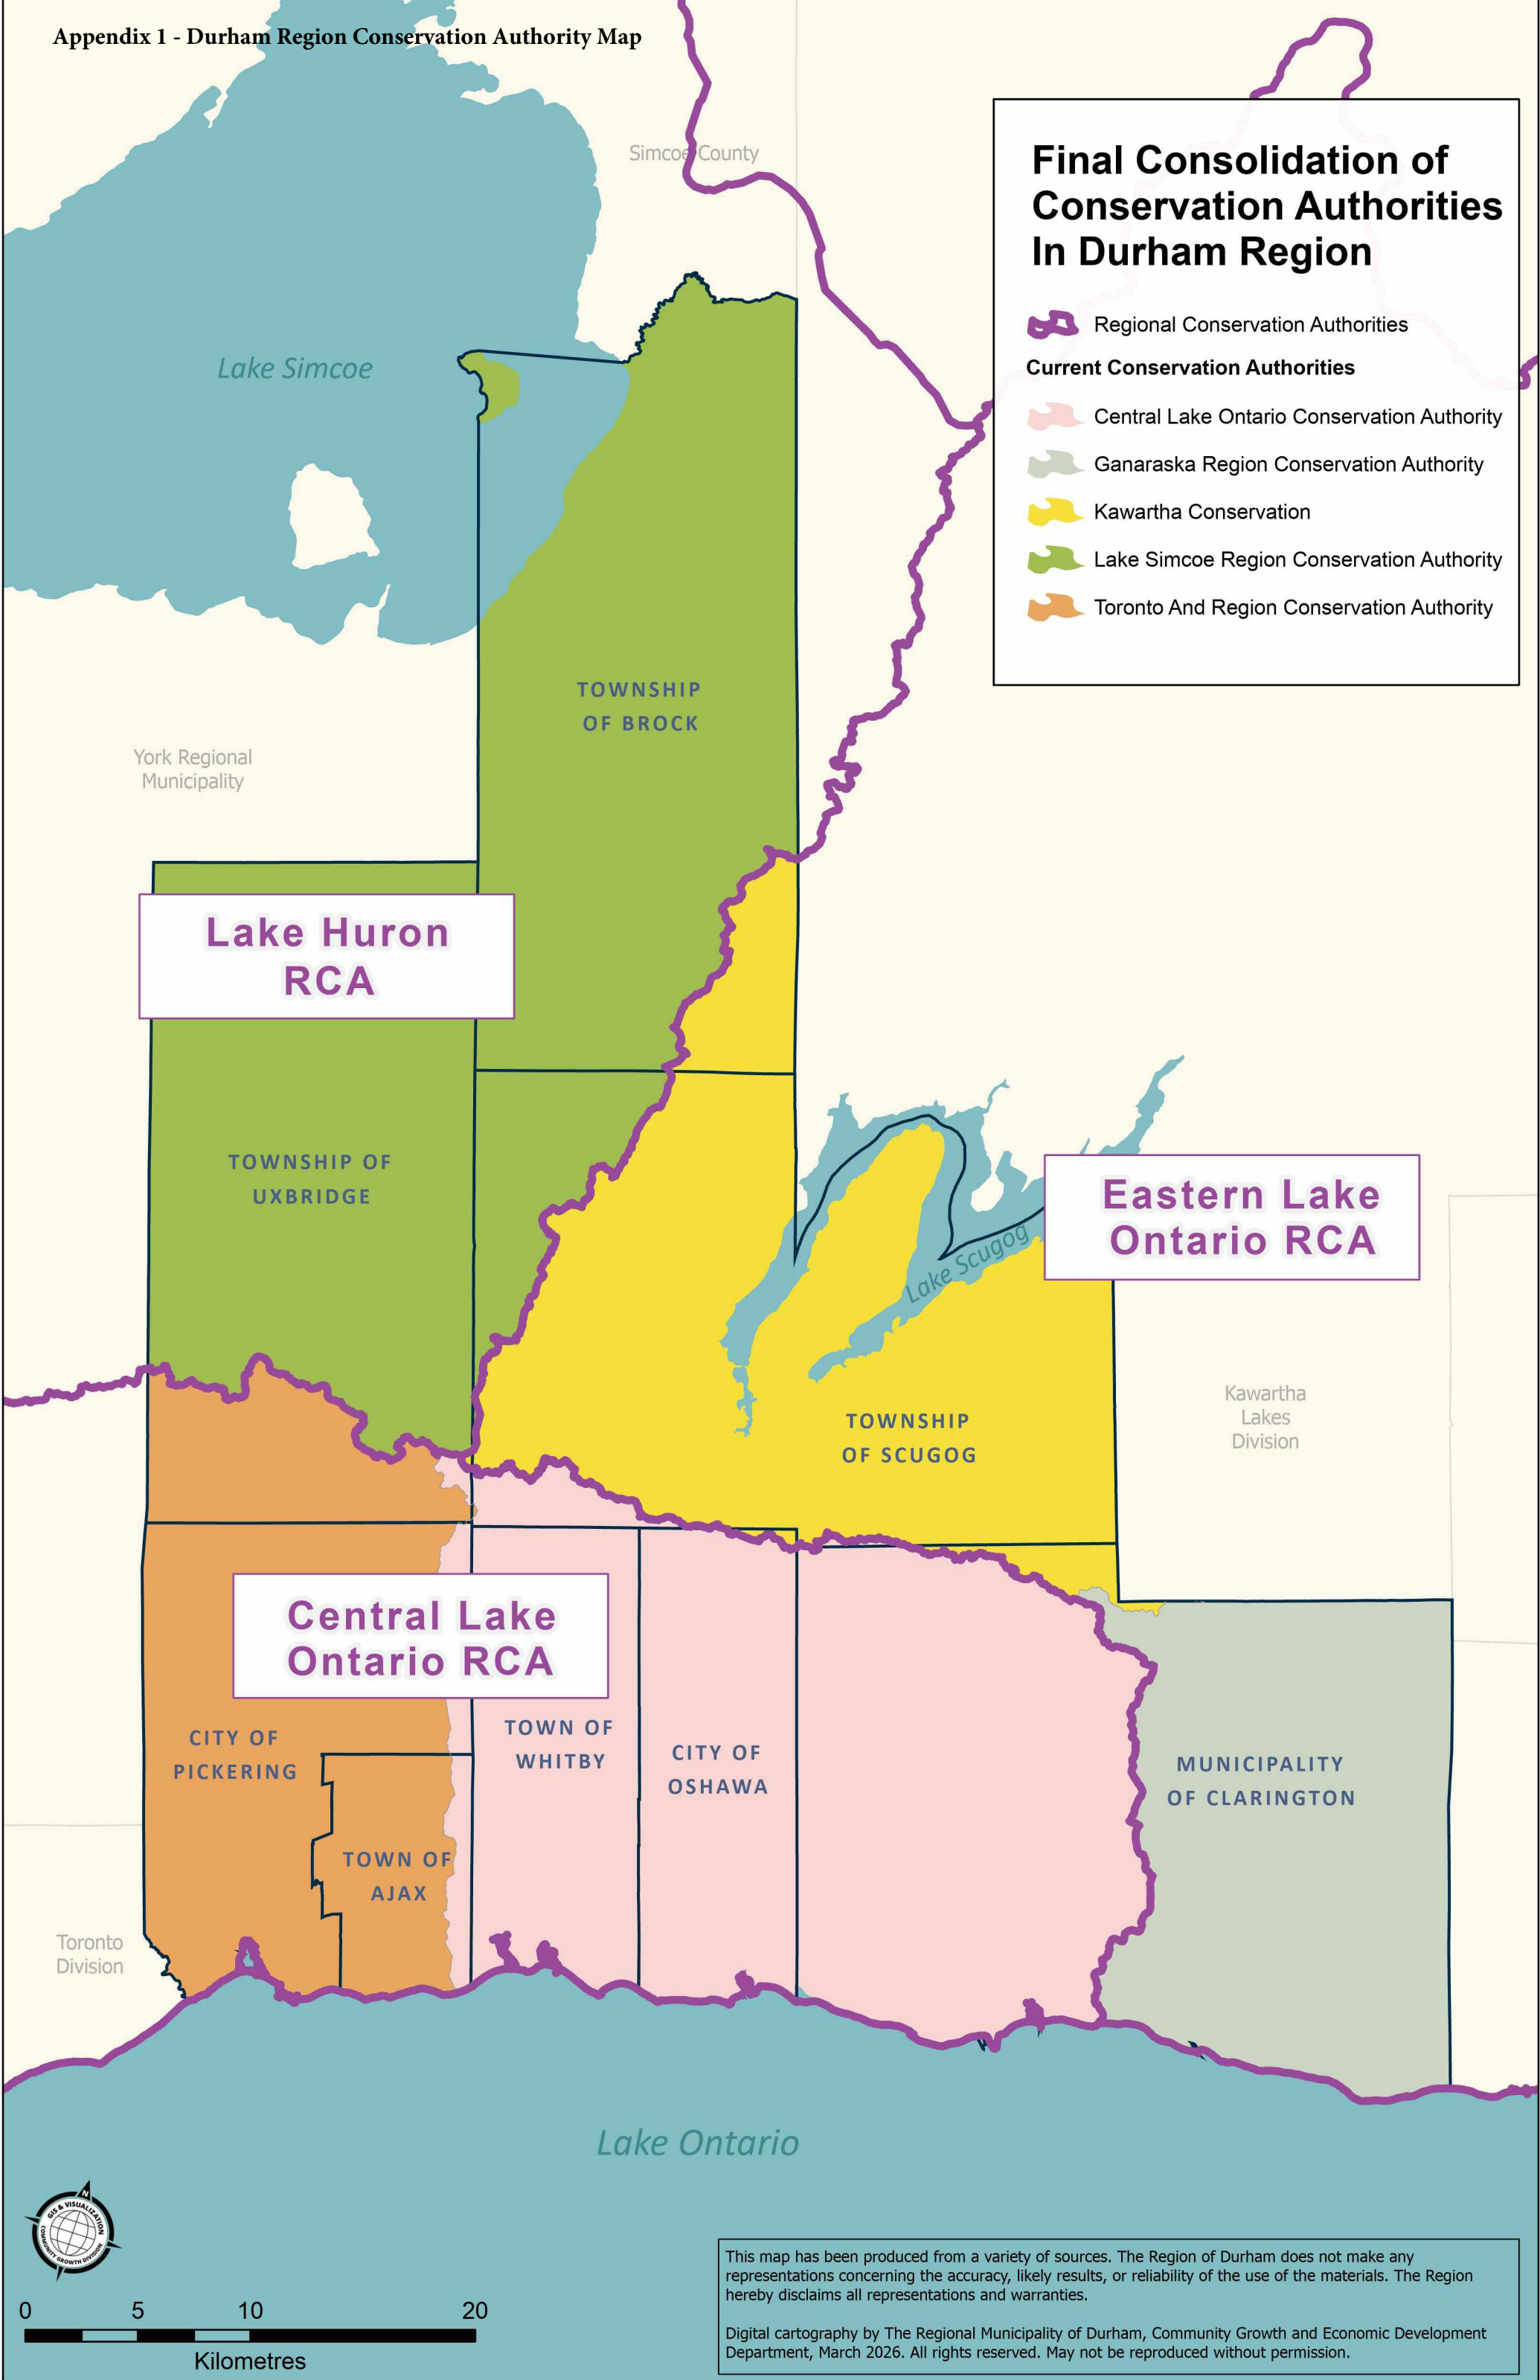 Appendix 1 - Durham Region Conservation Authority Map
Simcoe County
Final Consolidation of
Conservation Authorities
In Durham Region
Regional Conservation Authorities
Current Conservation Authorities
Central Lake Ontario Conservation Authority
Ganaraska Region Conservation Authority
Kawartha Conservation
Lake Simcoe Region Conservation Authority
Toronto And Region Conservation Authority
Lake Simcoe
TOWNSHIP
OF BROCK
York Regional
Municipality
Lake Huron
RCA
TOWNSHIP OF
UXBRIDGE
Eastern Lake
Ontario RCA
Lake Scugog
TOWNSHIP
OF SCUGOG
Kawartha
Lakes
Division
Central Lake
Ontario RCA
CITY OF
PICKERING
TOWN OF
WHITBY
CITY OF
OSHAWA
MUNICIPALITY
OF CLARINGTON
TOWN OF
AJAX
Toronto
Division
Lake Ontario
N
GIS & VISUALIZATION
COMMUNITY GROWTH DIVISION
0 5 10 20
Kilometres
This map has been produced from a variety of sources. The Region of Durham does not make any
representations concerning the accuracy, likely results, or reliability of the use of the materials. The Region
hereby disclaims all representations and warranties.
Digital cartography by The Regional Municipality of Durham, Community Growth and Economic Development
Department, March 2026. All rights reserved. May not be reproduced without permission.